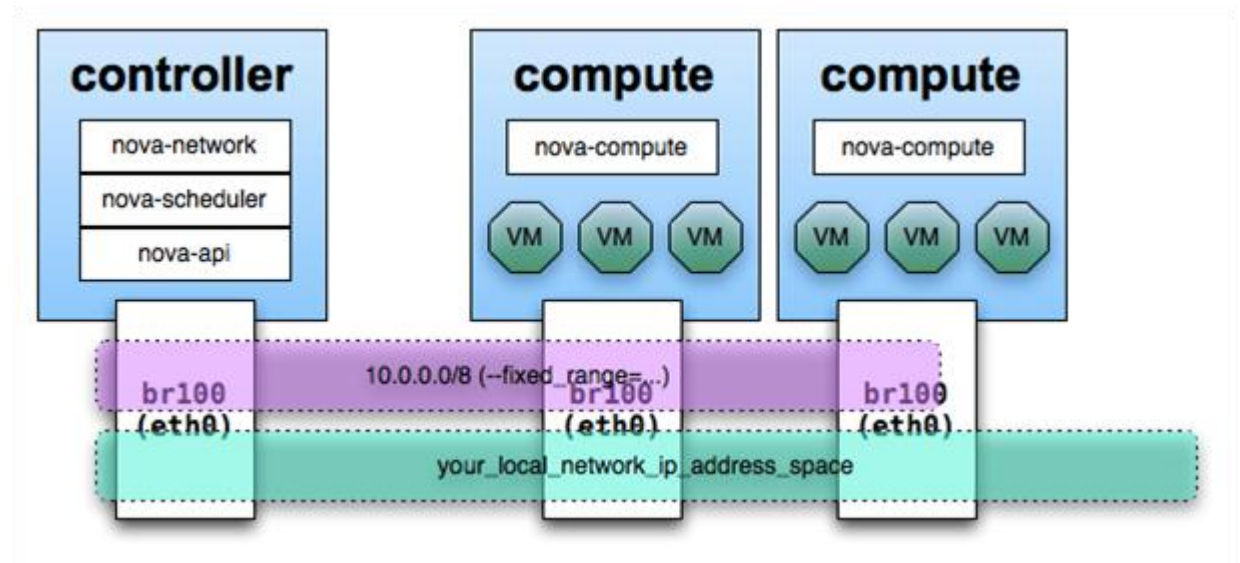 controller
nova-network
nova-scheduler
nova-api
compute
nova-compute
VM VM VM
compute
nova-compute
VM VM VM
10.0.0.0/8 (--fixed_range=...)
br100
(eth0)
br100
(eth0)
br100
(eth0)
your_local_network_ip_address_space